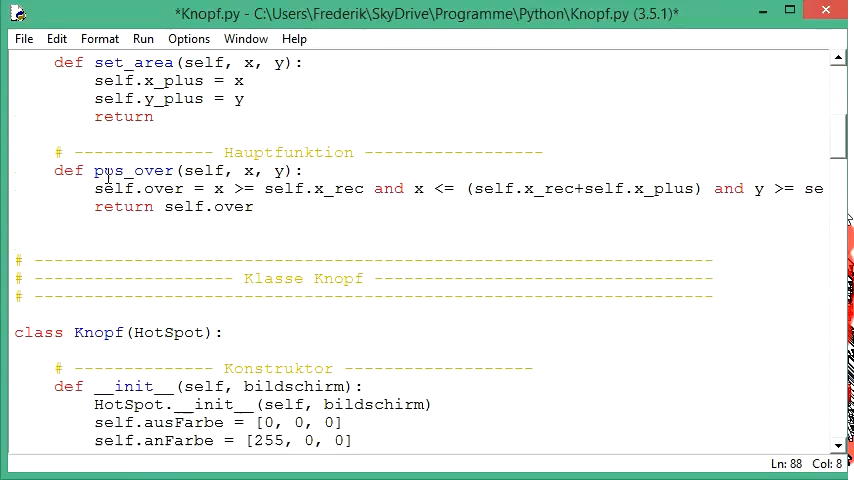 *Knopf.py - C:\Users\Frederik\SkyDrive\Programme\Python\Knopf.py (3.5.1)*
File Edit Format Run Options Window Help
def set_area(self, x, y):
self.x_plus = x
self.y_plus = y
return
# -------------- Hauptfunktion ------------------
def pus_over(self, x, y):
self.over = x >= self.x_rec and x <= (self.x_rec+self.x_plus) and y >= se
return self.over
# --------------------------------------------------------------------
# -------------------- Klasse Knopf ----------------------------------
# --------------------------------------------------------------------
class Knopf(HotSpot):
# -------------- Konstruktor -------------------
def __init__(self, bildschirm):
HotSpot.__init__(self, bildschirm)
self.ausFarbe = [0, 0, 0]
self.anFarbe = [255, 0, 0]
Ln: 88 Col: 8